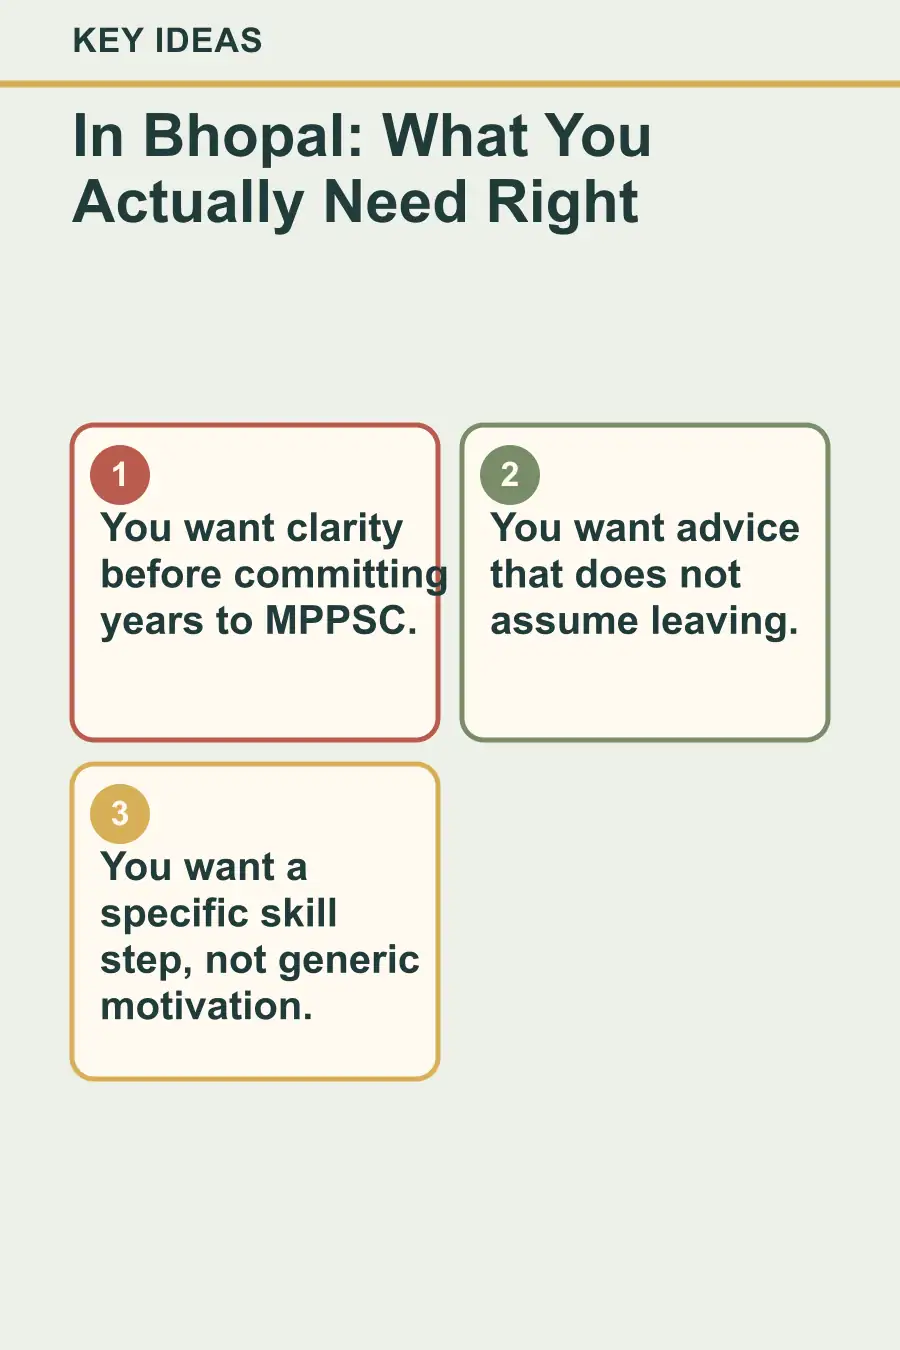 KEY IDEAS
In Bhopal: What You
Actually Need Right
1
You want clarity
before committing
years to MPPSC.
2
You want advice
that does not
assume leaving.
3
You want a
specific skill
step, not generic
motivation.